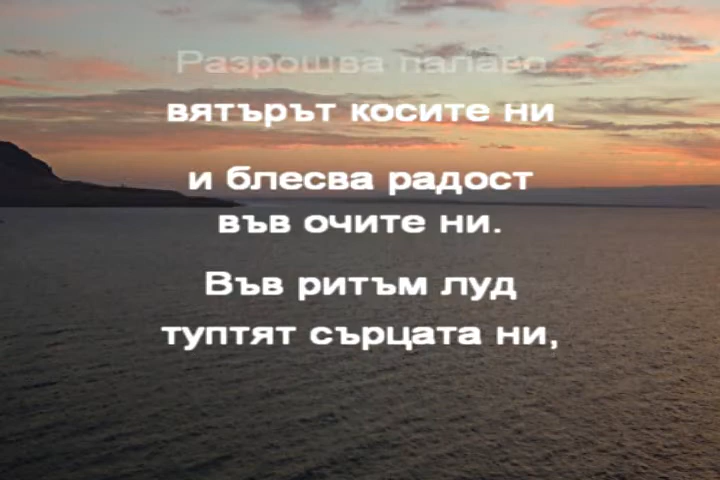 Разрошва палаво
вятърът косите ни
и блесва радост
във очите ни.
Във ритъм луд
туптят сърцата ни,